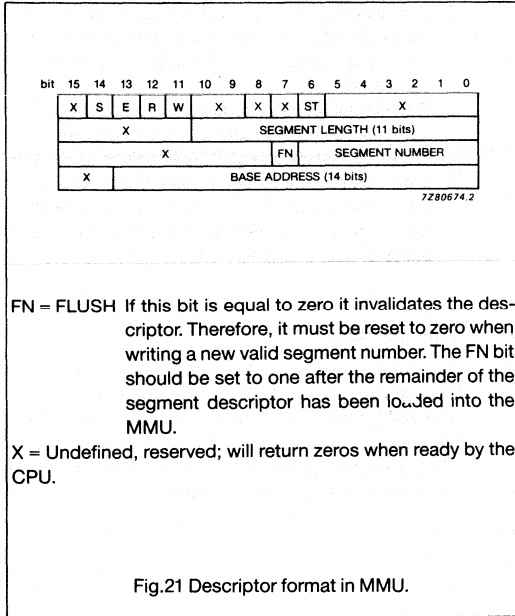 bit 15 14 13 12 11 10 9 8 7 6 5 4 3 2 1 0
X S E R W X X X ST X
X SEGMENT LENGTH (11 bits)
X FN SEGMENT NUMBER
X BASE ADDRESS (14 bits)
7Z80674.2
FN = FLUSH If this bit is equal to zero it invalidates the des-
criptor. Therefore, it must be reset to zero when
writing a new valid segment number. The FN bit
should be set to one after the remainder of the
segment descriptor has been loaded into the
MMU.
X = Undefined, reserved; will return zeros when ready by the
CPU.
Fig.21 Descriptor format in MMU.